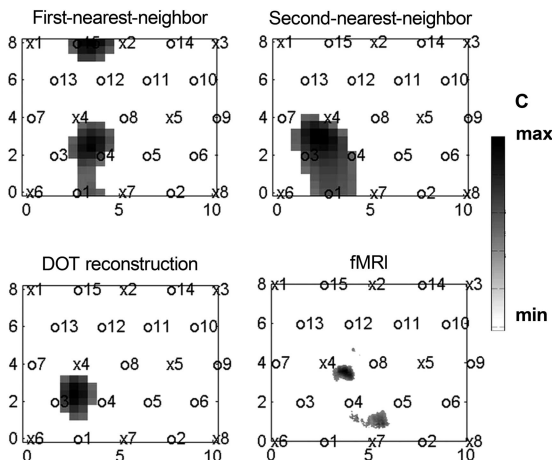 First-nearest-neighbor
8 x1 o15 x2 o14 x3
o13 o12 o11 o10
6
4 o7 x4 o8 x5 o9
2 o3 o4 o5 o6
0 x6 o1 x7 o2 x8
0 5 10
Second-nearest-neighbor
8 x1 o15 x2 o14 x3
6 o13 o12 o11 o10
4 o7 x4 o8 x5 o9
2 o3 o4 o5 o6
0 x6 o1 x7 o2 x8
0 5 10
C
max
min
DOT reconstruction
8 x1 o15 x2 o14 x3
6 o13 o12 o11 o10
4 o7 x4 o8 x5 o9
2 o3 o4 o5 o6
0 x6 o1 x7 o2 x8
0 5 10
fMRI
8 x1 o15 x2 o14 x3
6 o13 o12 o11 o10
4 o7 x4 o8 x5 o9
2 o3 o4 o5 o6
0 x6 o1 x7 o2 x8
0 5 10